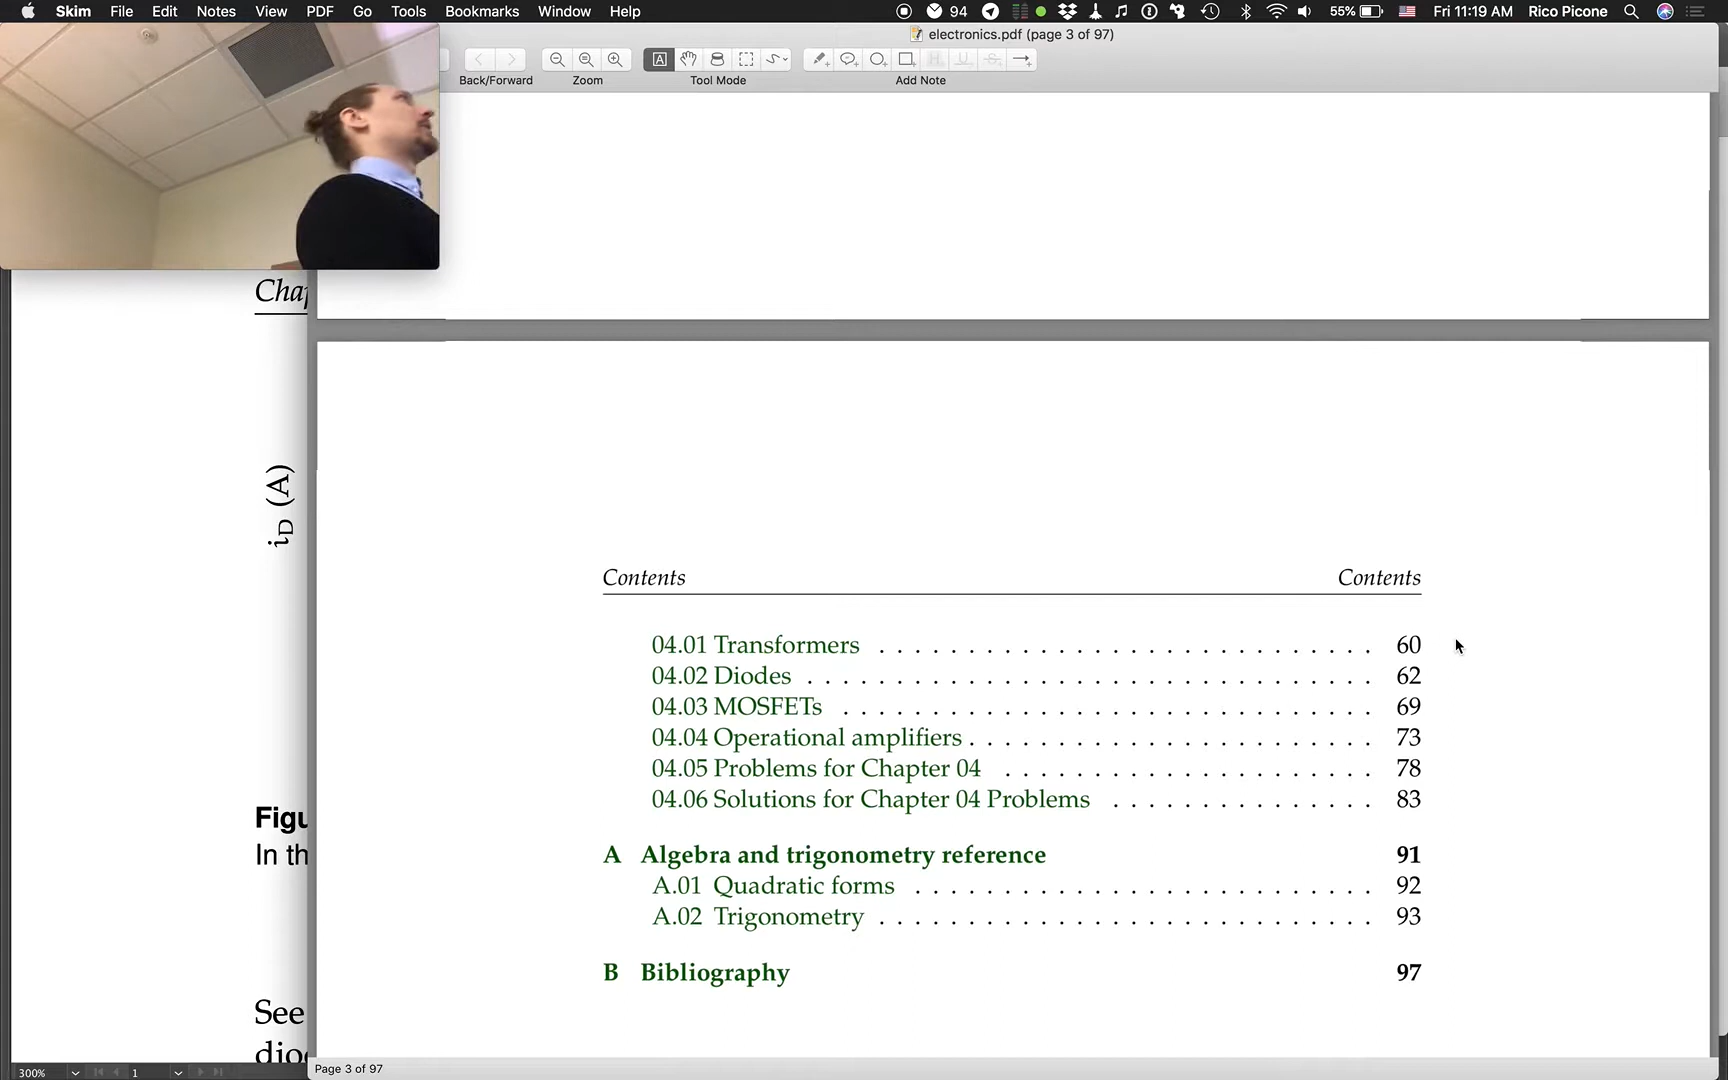 Skim File Edit Notes View PDF Go Tools Bookmarks Window Help 94 55% Fri 11:19 AM Rico Picone
electronics.pdf (page 3 of 97)
Back/Forward Zoom Tool Mode Add Note
Chap
i_D (A)
Figu
In th
See
diod
300% 1
Contents Contents
04.01 Transformers . . . . . . . . . . . . . . . . . . . . . . . . . . . . 60
04.02 Diodes . . . . . . . . . . . . . . . . . . . . . . . . . . . . . . . . 62
04.03 MOSFETs . . . . . . . . . . . . . . . . . . . . . . . . . . . . . . 69
04.04 Operational amplifiers . . . . . . . . . . . . . . . . . . . . . . 73
04.05 Problems for Chapter 04 . . . . . . . . . . . . . . . . . . . . 78
04.06 Solutions for Chapter 04 Problems . . . . . . . . . . . . . . 83
A Algebra and trigonometry reference 91
A.01 Quadratic forms . . . . . . . . . . . . . . . . . . . . . . . . . . 92
A.02 Trigonometry . . . . . . . . . . . . . . . . . . . . . . . . . . . . 93
B Bibliography 97
Page 3 of 97